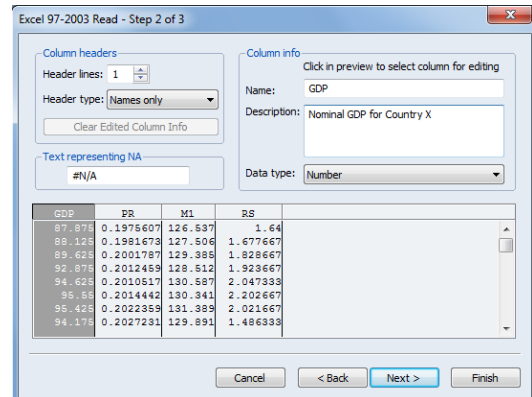 Excel 97-2003 Read - Step 2 of 3
Column headers
Header lines: 1
Header type: Names only
Clear Edited Column Info
Text representing NA
#N/A
Column info
Click in preview to select column for editing
Name: GDP
Description: Nominal GDP for Country X
Data type: Number
GDP PR M1 RS
87.875 0.1975607 126.537 1.64
88.125 0.1981673 127.506 1.677667
89.625 0.2001787 129.385 1.828667
92.875 0.2012459 128.512 1.923667
94.625 0.2010517 130.587 2.047333
95.55 0.2014442 130.341 2.202667
95.425 0.2022359 131.389 2.021667
94.175 0.2027231 129.891 1.486333
Cancel < Back Next > Finish